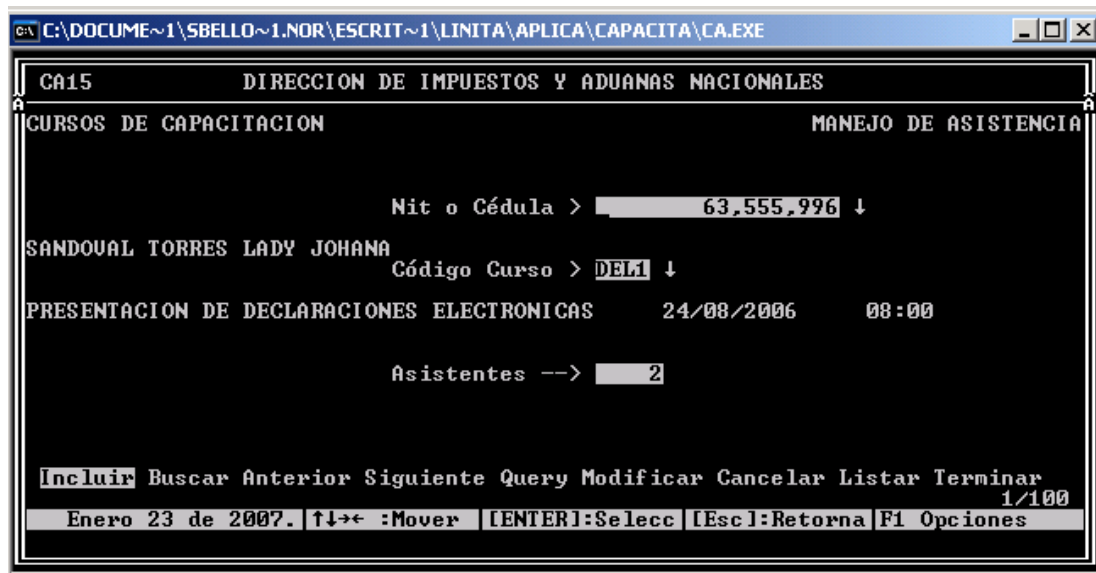 C:\DOCUME~1\SBELLO~1.NOR\ESCRIT~1\LINITA\APLICA\CAPACITA\CA.EXE
CA15 DIRECCION DE IMPUESTOS Y ADUANAS NACIONALES
CURSOS DE CAPACITACION MANEJO DE ASISTENCIA
Nit o Cédula > 63,555,996 ↓
SANDOVAL TORRES LADY JOHANA
Código Curso > DEL1 ↓
PRESENTACION DE DECLARACIONES ELECTRONICAS 24/08/2006 08:00
Asistentes --> 2
Incluir Buscar Anterior Siguiente Query Modificar Cancelar Listar Terminar
1/100
Enero 23 de 2007. ↑↓→← :Mover [ENTER]:Selecc [Esc]:Retorna F1 Opciones